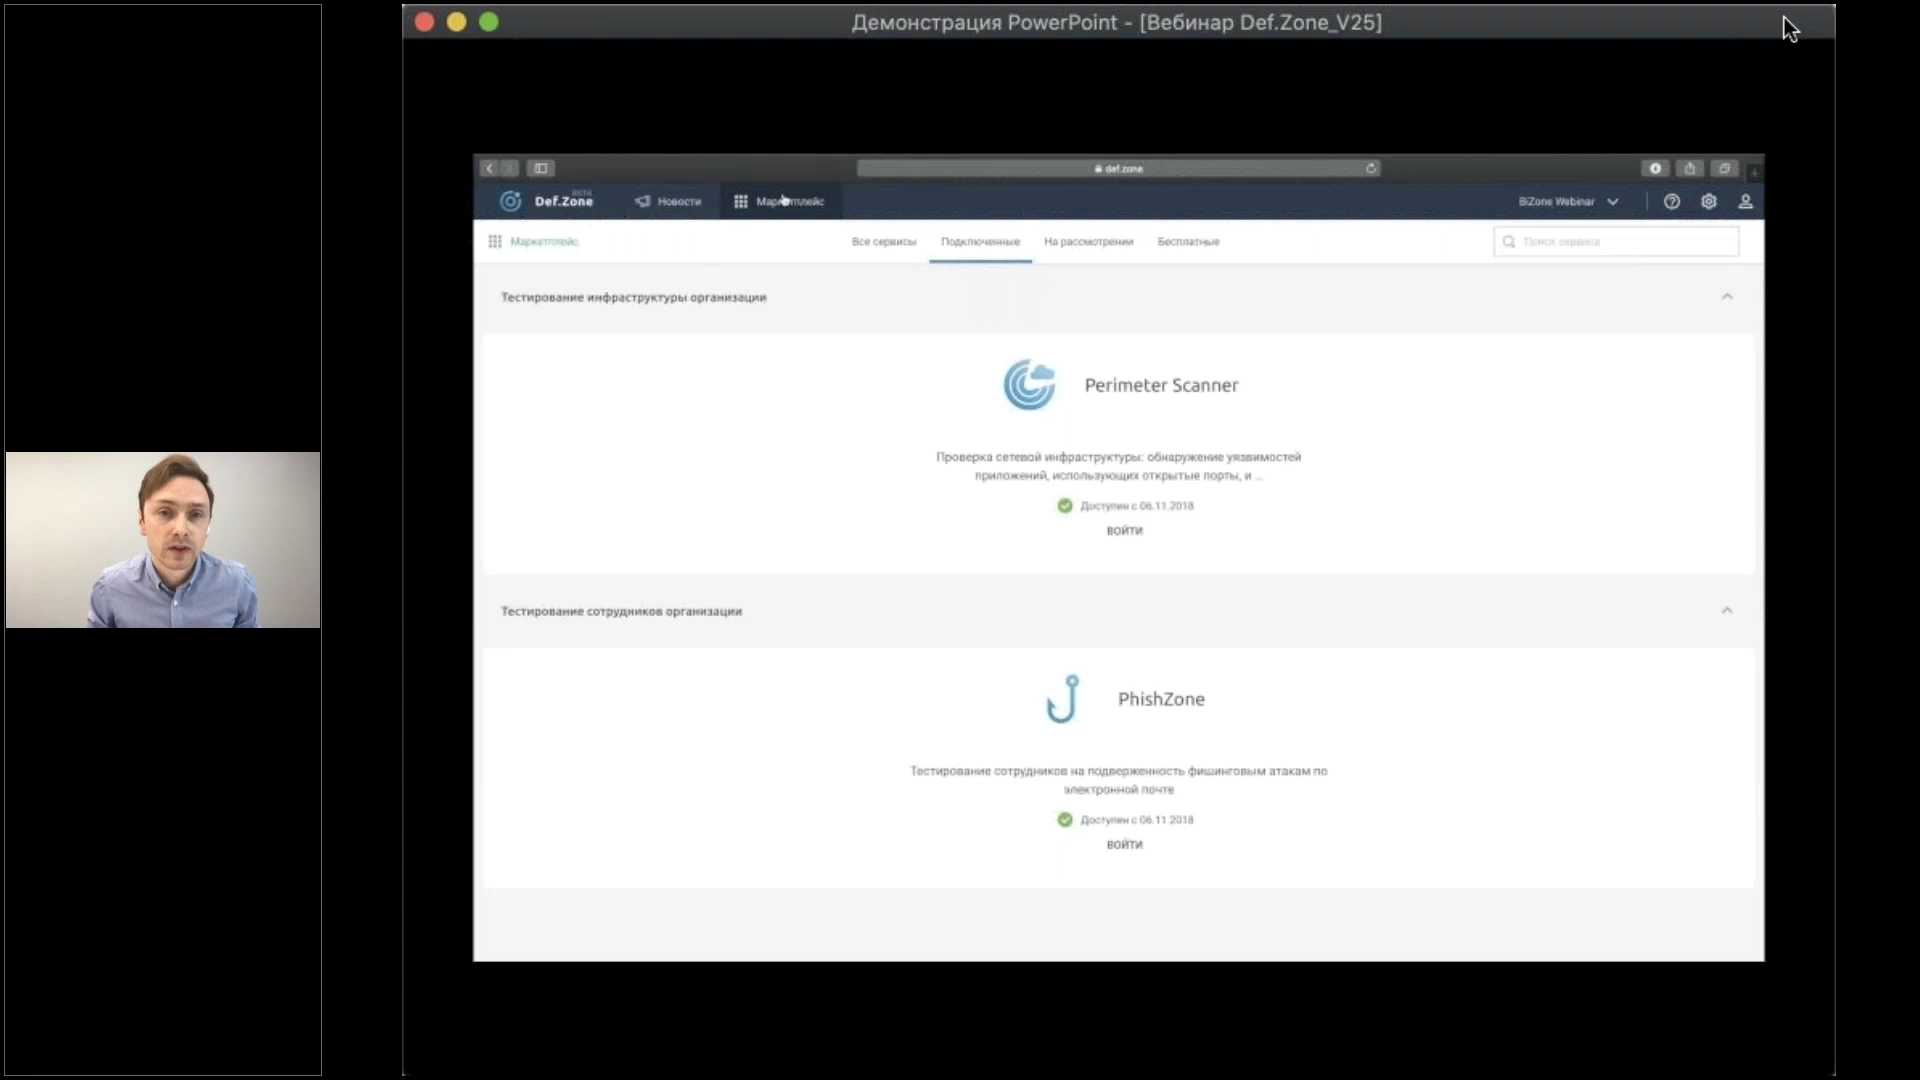 Демонстрация PowerPoint - [Вебинар Def.Zone_V25]
def.zone
Def.Zone
BETA
Новости
Маркетплейс
BiZone Webinar
Маркетплейс
Все сервисы
Подключенные
На рассмотрении
Бесплатные
Поиск сервиса
Тестирование инфраструктуры организации
Perimeter Scanner
Проверка сетевой инфраструктуры: обнаружение уязвимостей
приложений, использующих открытые порты, и ...
Доступен с 06.11.2018
ВОЙТИ
Тестирование сотрудников организации
PhishZone
Тестирование сотрудников на подверженность фишинговым атакам по
электронной почте
Доступен с 06.11.2018
ВОЙТИ